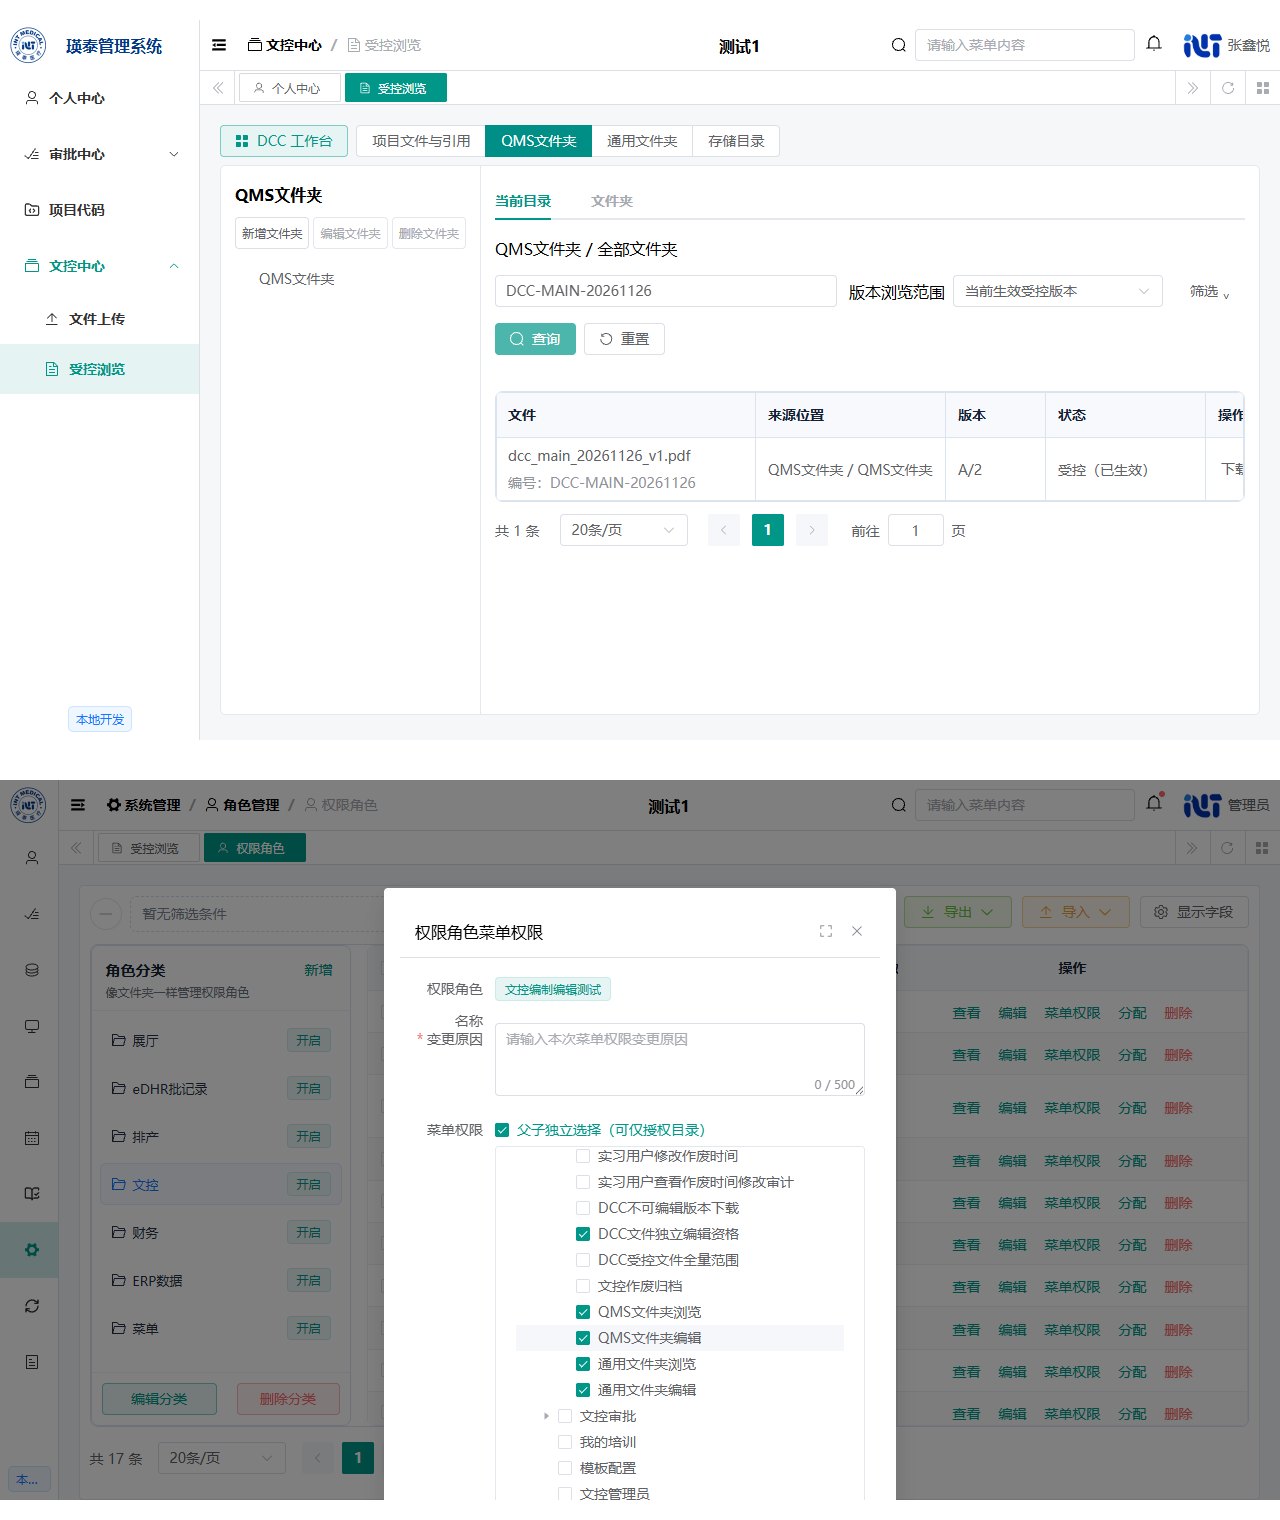 瑛泰管理系统
文控中心 / 受控浏览
测试1
请输入菜单内容
张鑫悦
个人中心
受控浏览
个人中心
审批中心
项目代码
文控中心
文件上传
受控浏览
本地开发
DCC 工作台
项目文件与引用
QMS文件夹
通用文件夹
存储目录
QMS文件夹
新增文件夹
编辑文件夹
删除文件夹
QMS文件夹
当前目录
文件夹
QMS文件夹 / 全部文件夹
DCC-MAIN-20261126
版本浏览范围
当前生效受控版本
筛选
查询
重置
文件 来源位置 版本 状态 操作
dcc_main_20261126_v1.pdf
编号：DCC-MAIN-20261126
QMS文件夹 / QMS文件夹 A/2 受控（已生效） 下载
共 1 条 20条/页 1 前往 1 页
系统管理 / 角色管理 / 权限角色
测试1
请输入菜单内容
管理员
受控浏览
权限角色
暂无筛选条件
导出
导入
显示字段
角色分类 新增
像文件夹一样管理权限角色
展厅 开启
eDHR批记录 开启
排产 开启
文控 开启
财务 开启
ERP数据 开启
菜单 开启
编辑分类 删除分类
共 17 条 20条/页 1
本...
操作
查看 编辑 菜单权限 分配 删除
查看 编辑 菜单权限 分配 删除
查看 编辑 菜单权限 分配 删除
查看 编辑 菜单权限 分配 删除
查看 编辑 菜单权限 分配 删除
查看 编辑 菜单权限 分配 删除
查看 编辑 菜单权限 分配 删除
查看 编辑 菜单权限 分配 删除
查看 编辑 菜单权限 分配 删除
查看 编辑 菜单权限 分配 删除
权限角色菜单权限
权限角色名称 文控编制编辑测试
* 变更原因 请输入本次菜单权限变更原因
0 / 500
菜单权限 父子独立选择（可仅授权目录）
实习用户修改作废时间
实习用户查看作废时间修改审计
DCC不可编辑版本下载
DCC文件独立编辑资格
DCC受控文件全量范围
文控作废归档
QMS文件夹浏览
QMS文件夹编辑
通用文件夹浏览
通用文件夹编辑
文控审批
我的培训
模板配置
文控管理员